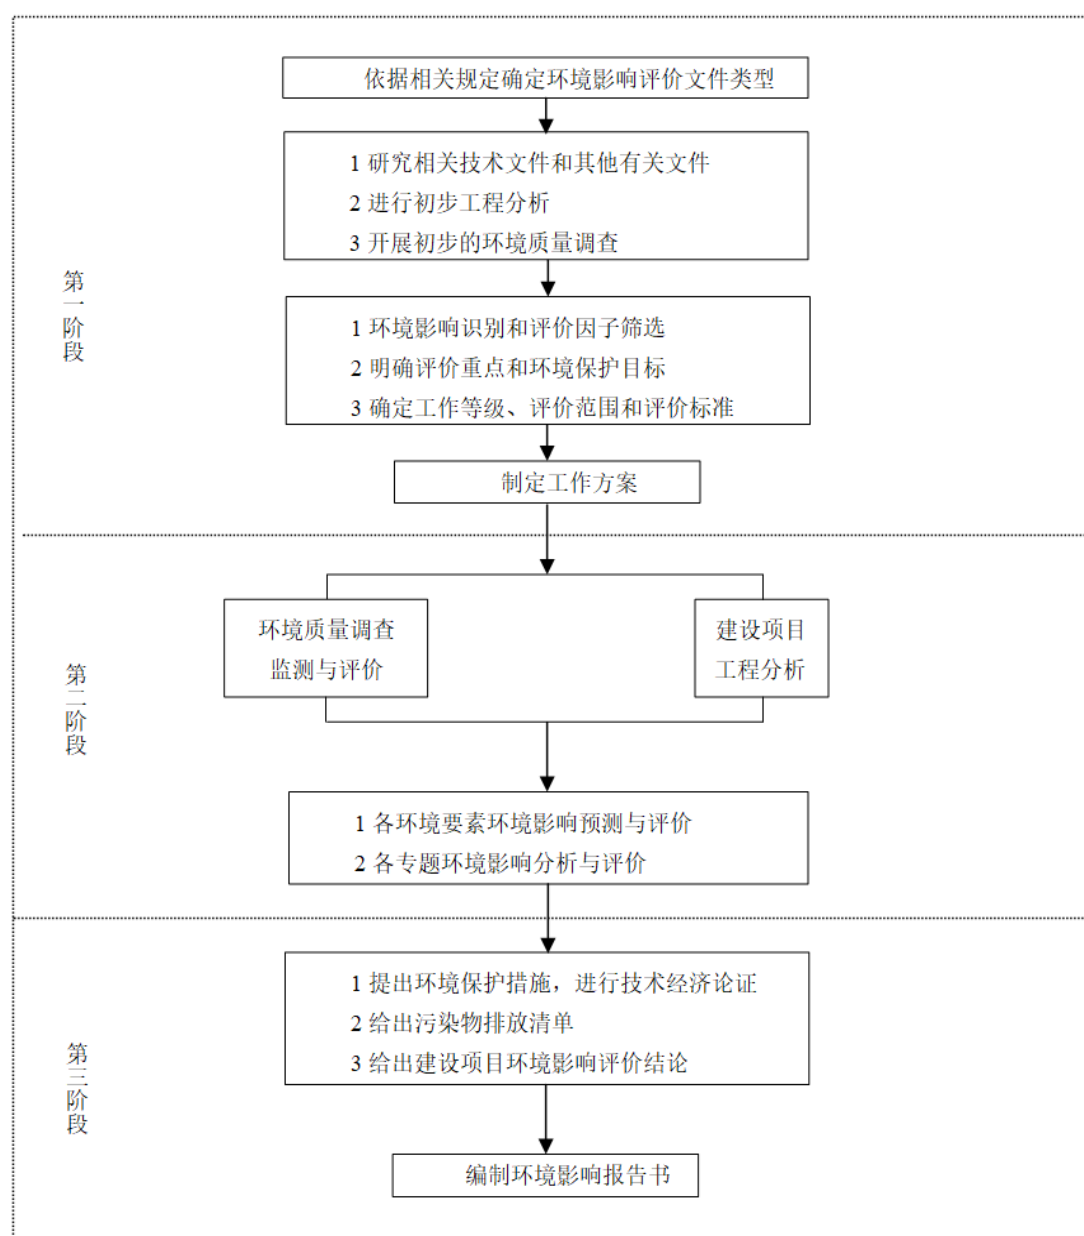 依据相关规定确定环境影响评价文件类型
1 研究相关技术文件和其他有关文件
2 进行初步工程分析
3 开展初步的环境质量调查
第一阶段
1 环境影响识别和评价因子筛选
2 明确评价重点和环境保护目标
3 确定工作等级、评价范围和评价标准
制定工作方案
环境质量调查
监测与评价
建设项目
工程分析
第二阶段
1 各环境要素环境影响预测与评价
2 各专题环境影响分析与评价
1 提出环境保护措施，进行技术经济论证
2 给出污染物排放清单
3 给出建设项目环境影响评价结论
第三阶段
编制环境影响报告书